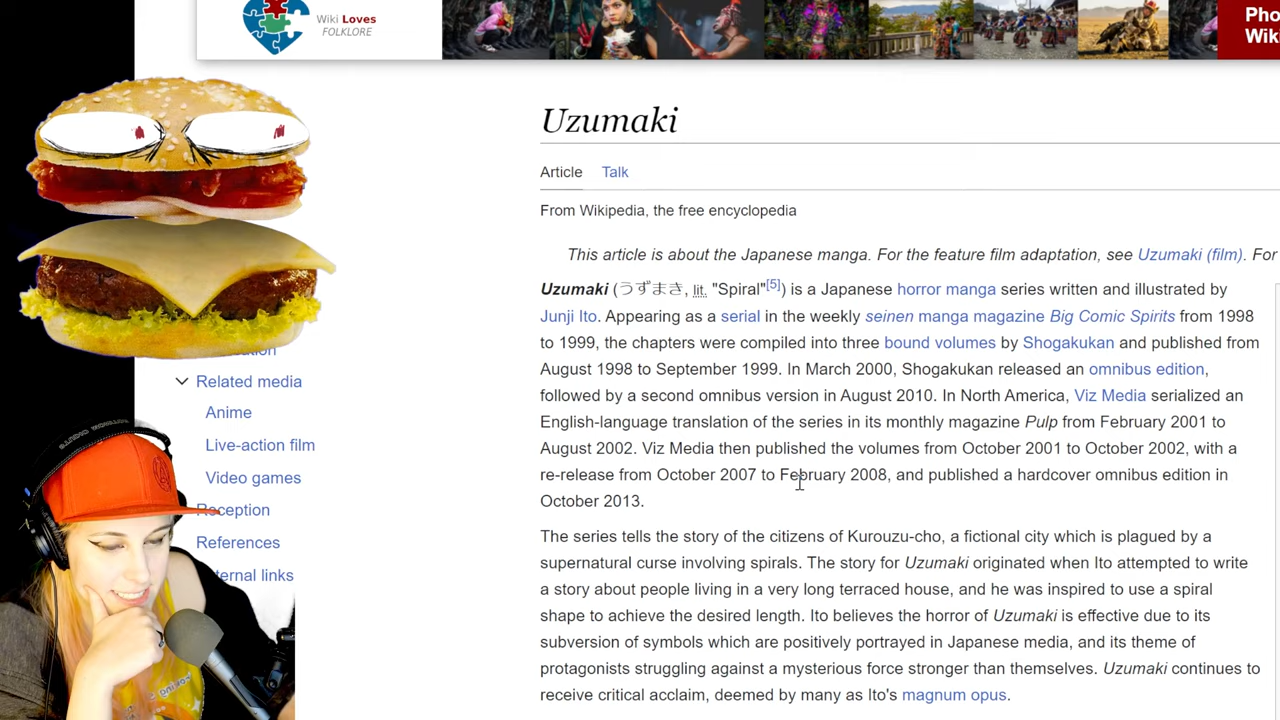 Wiki Loves
FOLKLORE
Uzumaki
Article Talk
From Wikipedia, the free encyclopedia
This article is about the Japanese manga. For the feature film adaptation, see Uzumaki (film). For
Uzumaki (うずまき, lit. "Spiral"[5]) is a Japanese horror manga series written and illustrated by
Junji Ito. Appearing as a serial in the weekly seinen manga magazine Big Comic Spirits from 1998
to 1999, the chapters were compiled into three bound volumes by Shogakukan and published from
August 1998 to September 1999. In March 2000, Shogakukan released an omnibus edition,
followed by a second omnibus version in August 2010. In North America, Viz Media serialized an
English-language translation of the series in its monthly magazine Pulp from February 2001 to
August 2002. Viz Media then published the volumes from October 2001 to October 2002, with a
re-release from October 2007 to February 2008, and published a hardcover omnibus edition in
October 2013.
The series tells the story of the citizens of Kurouzu-cho, a fictional city which is plagued by a
supernatural curse involving spirals. The story for Uzumaki originated when Ito attempted to write
a story about people living in a very long terraced house, and he was inspired to use a spiral
shape to achieve the desired length. Ito believes the horror of Uzumaki is effective due to its
subversion of symbols which are positively portrayed in Japanese media, and its theme of
protagonists struggling against a mysterious force stronger than themselves. Uzumaki continues to
receive critical acclaim, deemed by many as Ito's magnum opus.
Related media
Anime
Live-action film
Video games
Reception
References
ternal links
Pho
Wiki